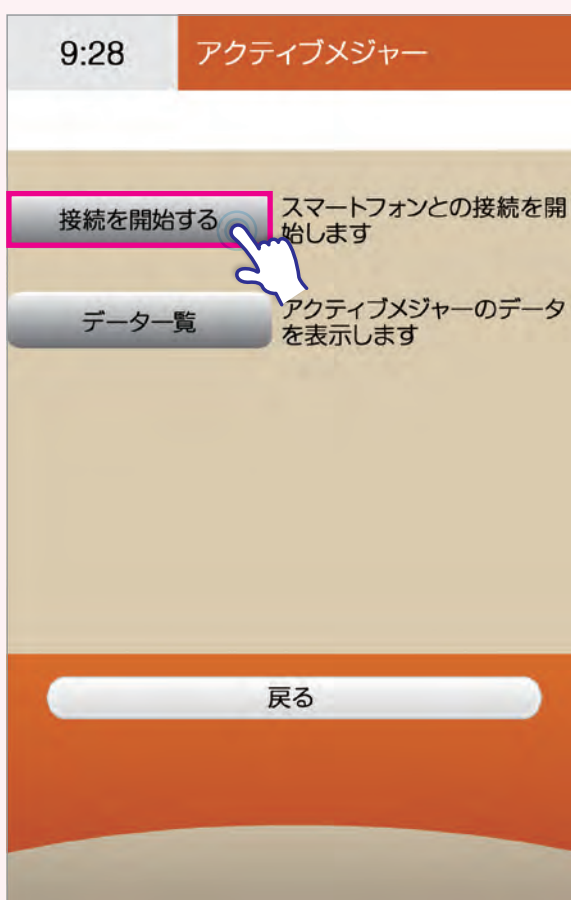 9:28 アクティブメジャー
接続を開始する
スマートフォンとの接続を開
始します
データ一覧
アクティブメジャーのデータ
を表示します
戻る